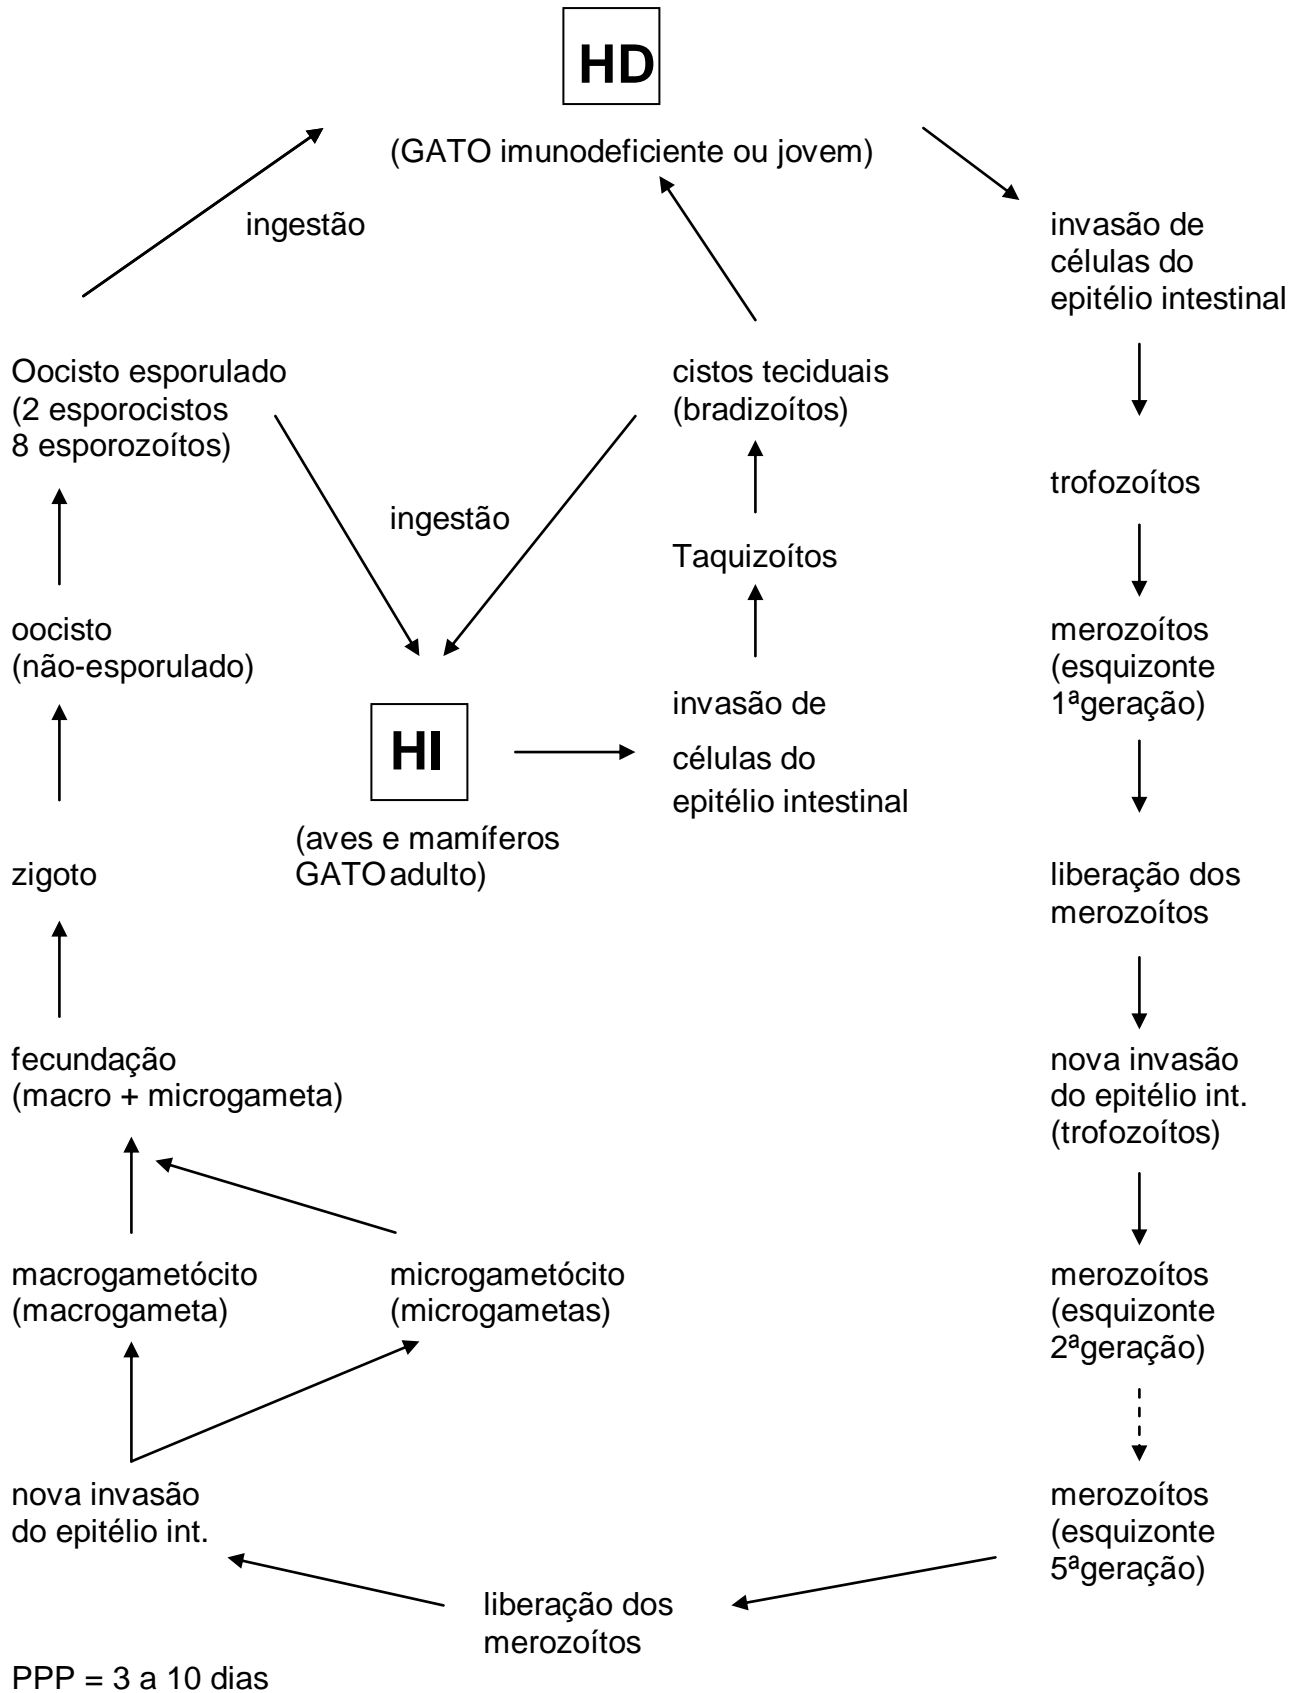 HD
(GATO imunodeficiente ou jovem)
ingestão
invasão de
células do
epitélio intestinal
Oocisto esporulado
(2 esporocistos
8 esporozoítos)
cistos teciduais
(bradizoítos)
trofozoítos
ingestão
Taquizoítos
oocisto
(não-esporulado)
merozoítos
(esquizonte
1ªgeração)
HI
(aves e mamíferos
GATO adulto)
invasão de
células do
epitélio intestinal
zigoto
liberação dos
merozoítos
fecundação
(macro + microgameta)
nova invasão
do epitélio int.
(trofozoítos)
macrogametócito
(macrogameta)
microgametócito
(microgametas)
merozoítos
(esquizonte
2ªgeração)
nova invasão
do epitélio int.
merozoítos
(esquizonte
5ªgeração)
liberação dos
merozoítos
PPP = 3 a 10 dias